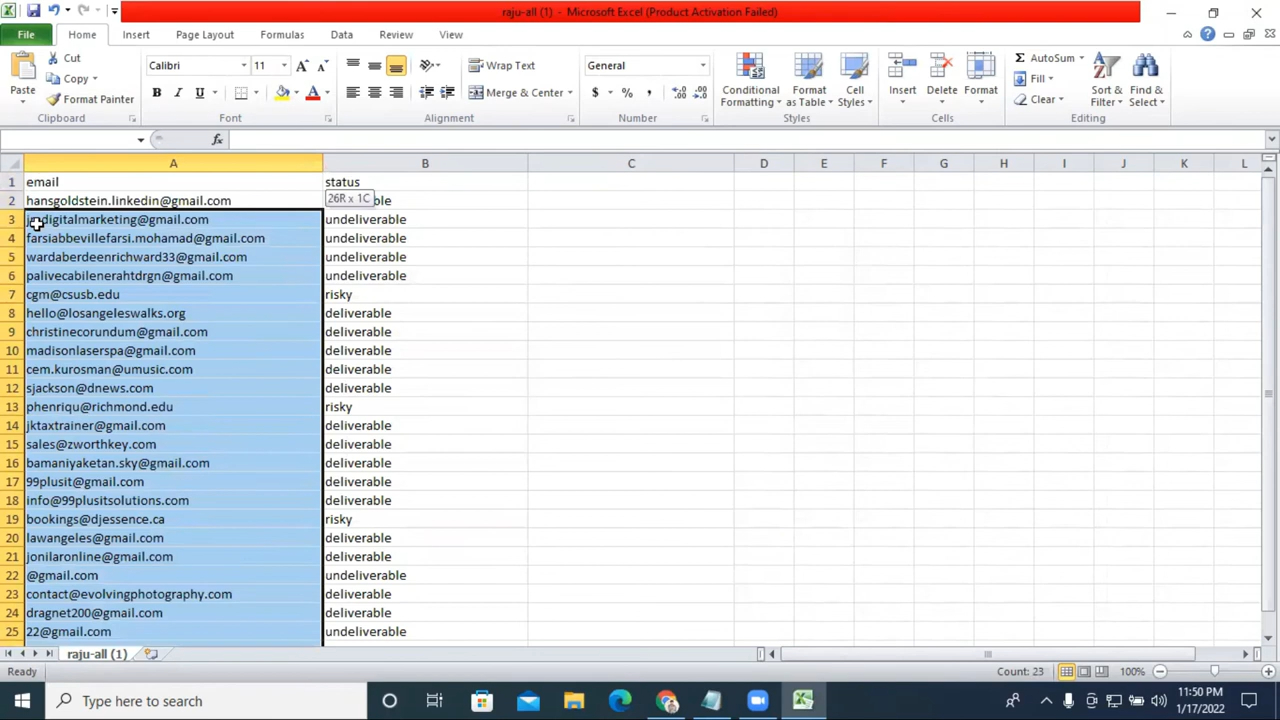 raju-all (1) - Microsoft Excel (Product Activation Failed)
File Home Insert Page Layout Formulas Data Review View
Paste Cut Copy Format Painter Clipboard
Calibri 11 B I U Font
Wrap Text Merge & Center Alignment
General $ % , Number
Conditional Formatting Format as Table Cell Styles Styles
Insert Delete Format Cells
AutoSum Fill Clear Sort & Filter Find & Select Editing
fx
A B C D E F G H I J K L
1 email status
2 hansgoldstein.linkedin@gmail.com 26R x 1C
3 undeliverable
4 farsiabbevillefarsi.mohamad@gmail.com undeliverable
5 wardaberdeenrichward33@gmail.com undeliverable
6 palivecabilenerahtdrgn@gmail.com undeliverable
7 cgm@csusb.edu risky
8 hello@losangeleswalks.org deliverable
9 christinecorundum@gmail.com deliverable
10 madisonlaserspa@gmail.com deliverable
11 cem.kurosman@umusic.com deliverable
12 sjackson@dnews.com deliverable
13 phenriqu@richmond.edu risky
14 jktaxtrainer@gmail.com deliverable
15 sales@zworthkey.com deliverable
16 bamaniyaketan.sky@gmail.com deliverable
17 99plusit@gmail.com deliverable
18 info@99plusitsolutions.com deliverable
19 bookings@djessence.ca risky
20 lawangeles@gmail.com deliverable
21 jonilaronline@gmail.com deliverable
22 @gmail.com undeliverable
23 contact@evolvingphotography.com deliverable
24 dragnet200@gmail.com deliverable
25 22@gmail.com undeliverable
raju-all (1)
Ready Count: 23 100%
Type here to search
11:50 PM
1/17/2022